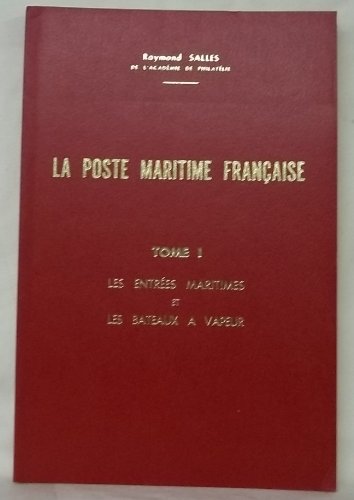 Raymond SALLES
DE L'ACADÉMIE DE PHILATÉLIE
LA POSTE MARITIME FRANÇAISE
TOME I
LES ENTRÉES MARITIMES
ET
LES BATEAUX A VAPEUR